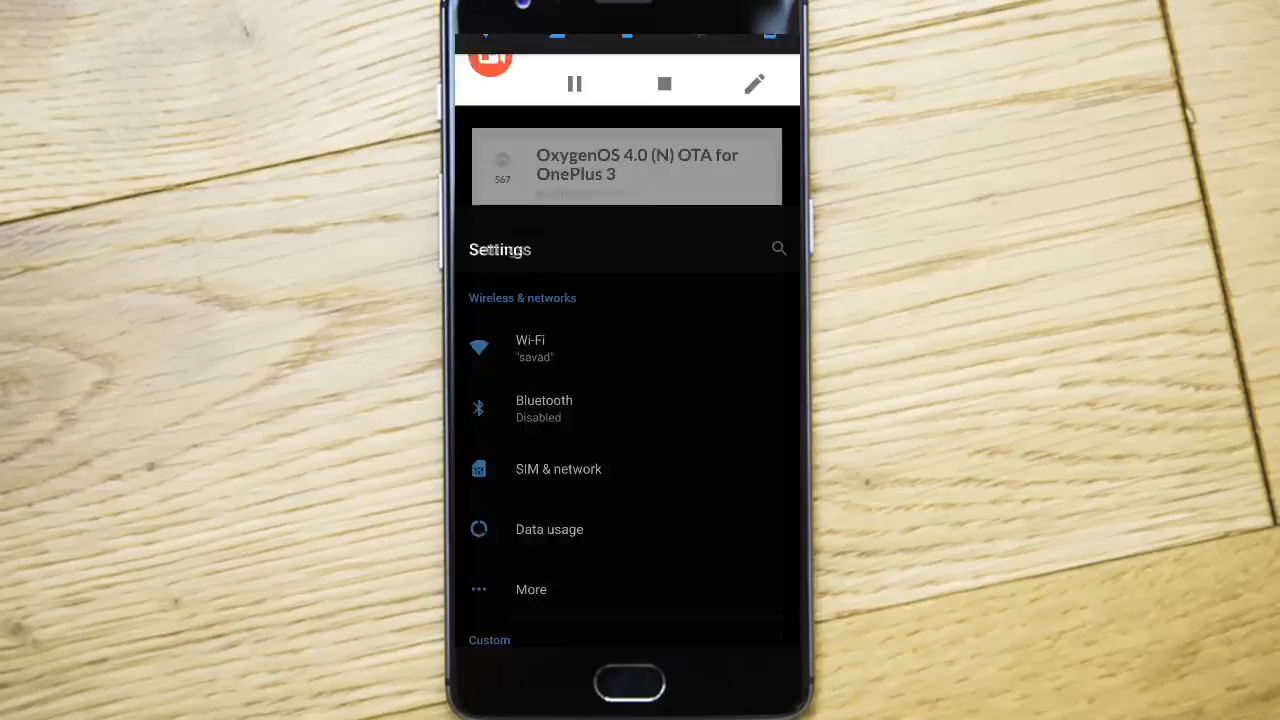 OxygenOS 4.0 (N) OTA for
OnePlus 3
567
Settings
Wireless & networks
Wi-Fi
"savad"
Bluetooth
Disabled
SIM & network
Data usage
More
Custom